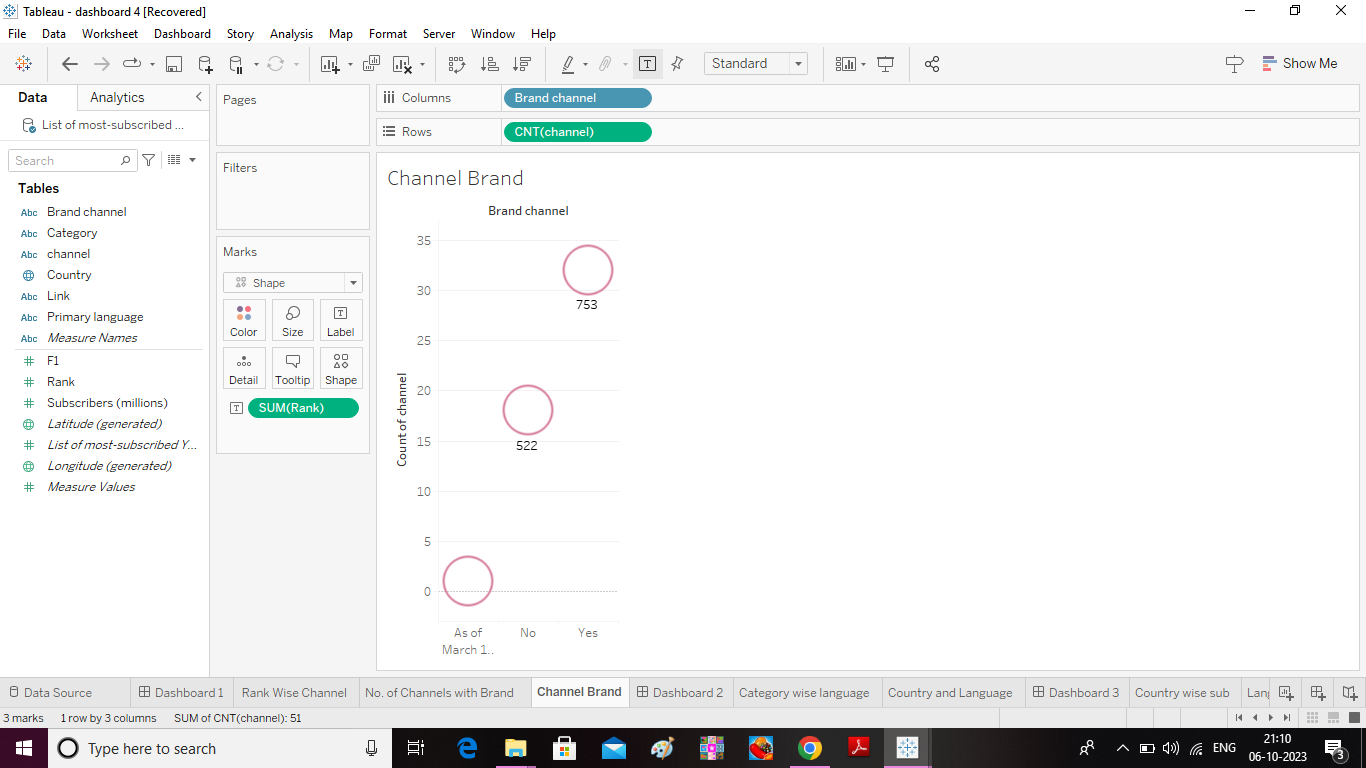 Tableau - dashboard 4 [Recovered]
File Data Worksheet Dashboard Story Analysis Map Format Server Window Help
Standard
Show Me
Data Analytics
List of most-subscribed ...
Search
Tables
Abc Brand channel
Abc Category
Abc channel
Country
Abc Link
Abc Primary language
Abc Measure Names
F1
Rank
Subscribers (millions)
Latitude (generated)
List of most-subscribed Y...
Longitude (generated)
Measure Values
Pages
Filters
Marks
Shape
Color Size Label
Detail Tooltip Shape
SUM(Rank)
Columns Brand channel
Rows CNT(channel)
Channel Brand
Brand channel
Count of channel
35
30
25
20
15
10
5
0
753
522
As of
March 1..
No
Yes
Data Source Dashboard 1 Rank Wise Channel No. of Channels with Brand Channel Brand Dashboard 2 Category wise language Country and Language Dashboard 3 Country wise sub
3 marks 1 row by 3 columns SUM of CNT(channel): 51
Type here to search
ENG
21:10
06-10-2023
3